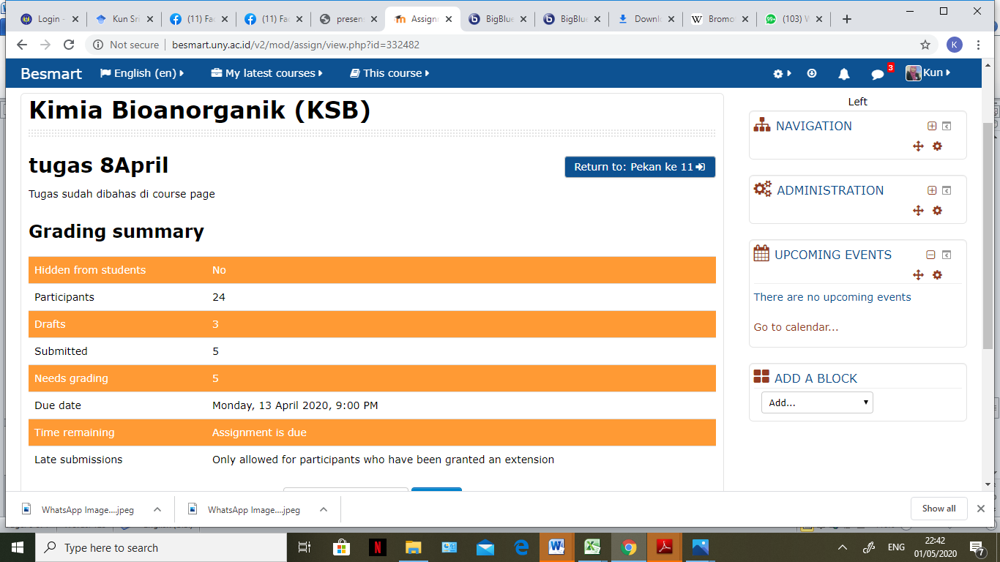 Login -
Kun Sri
(11) Fac
(11) Fac
presens
Assignm
BigBlue
BigBlue
Downlo
Bromov
(103) W
Not secure | besmart.uny.ac.id/v2/mod/assign/view.php?id=332482
K
Besmart English (en) My latest courses This course 3 Kun
Kimia Bioanorganik (KSB)
tugas 8April
Return to: Pekan ke 11
Tugas sudah dibahas di course page
Grading summary
Hidden from students No
Participants 24
Drafts 3
Submitted 5
Needs grading 5
Due date Monday, 13 April 2020, 9:00 PM
Time remaining Assignment is due
Late submissions Only allowed for participants who have been granted an extension
Left
NAVIGATION
ADMINISTRATION
UPCOMING EVENTS
There are no upcoming events
Go to calendar...
ADD A BLOCK
Add...
WhatsApp Image....jpeg
WhatsApp Image....jpeg
Show all
Type here to search
ENG
22:42
01/05/2020
7